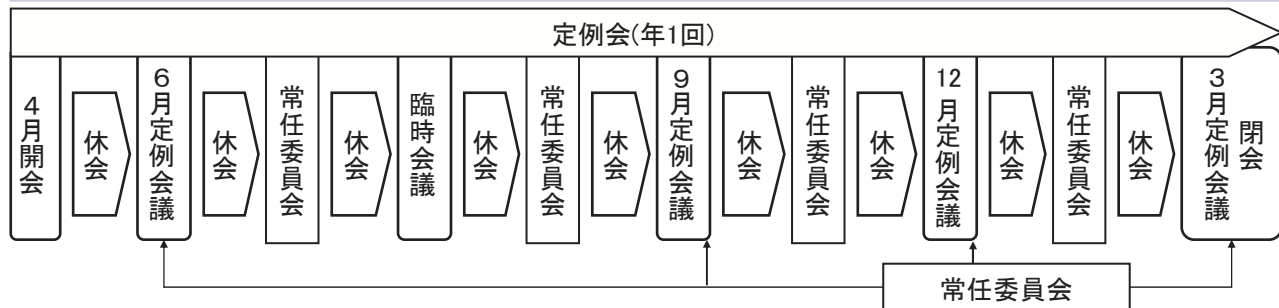 定例会(年1回)
4月開会
休会
6月定例会議
休会
常任委員会
休会
臨時会議
休会
常任委員会
休会
9月定例会議
休会
常任委員会
休会
12月定例会議
休会
常任委員会
休会
3月定例会議
閉会
常任委員会